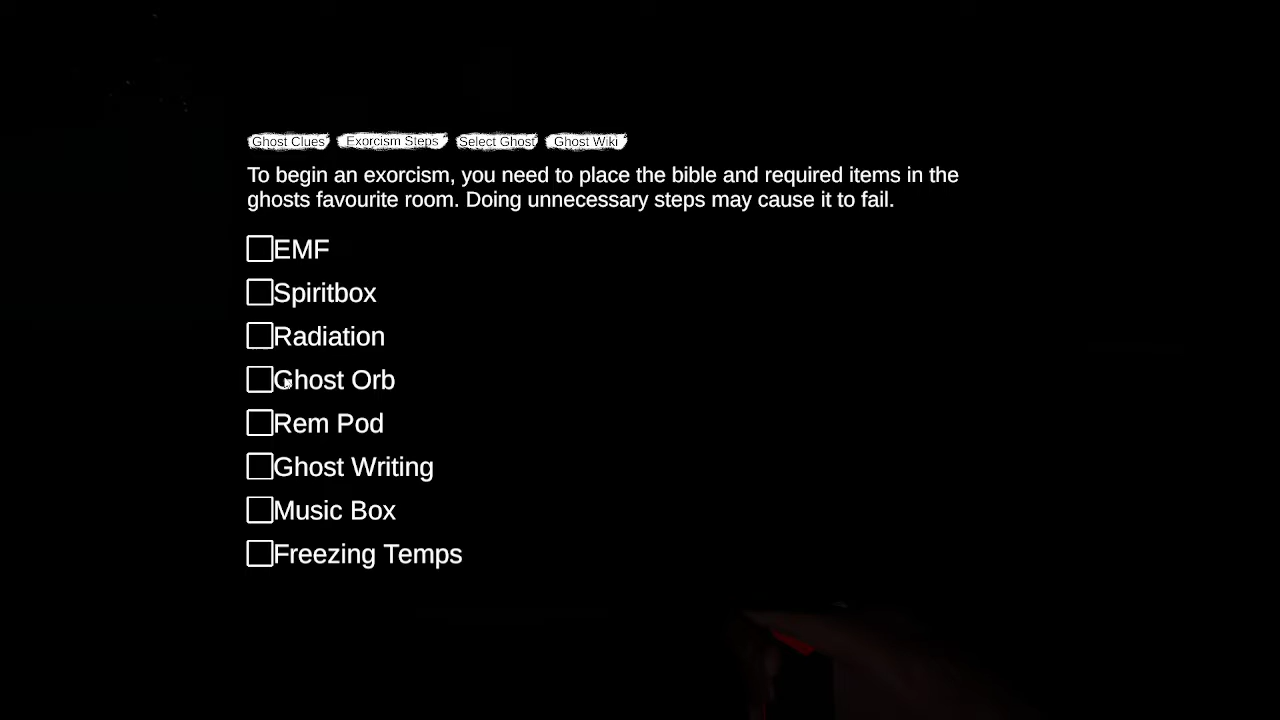 Ghost Clues Exorcism Steps Select Ghost Ghost Wiki
To begin an exorcism, you need to place the bible and required items in the
ghosts favourite room. Doing unnecessary steps may cause it to fail.
EMF
Spiritbox
Radiation
Ghost Orb
Rem Pod
Ghost Writing
Music Box
Freezing Temps